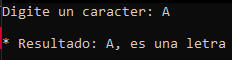 Digite un caracter: A
* Resultado: A, es una letra